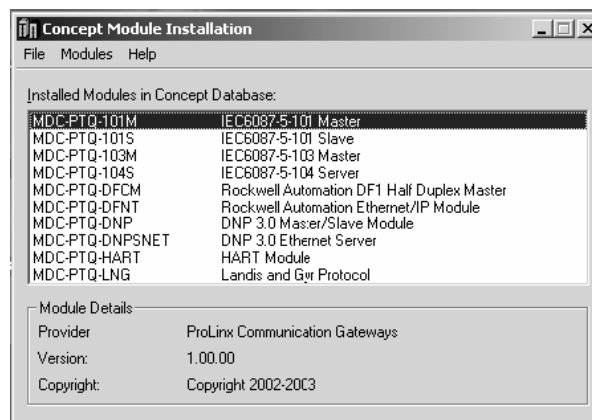 Concept Module Installation
File Modules Help
Installed Modules in Concept Database:
MDC-PTQ-101M IEC6087-5-101 Master
MDC-PTQ-101S IEC6087-5-101 Slave
MDC-PTQ-103M IEC6087-5-103 Master
MDC-PTQ-104S IEC6087-5-104 Server
MDC-PTQ-DFCM Rockwell Automation DF1 Half Duplex Master
MDC-PTQ-DFNT Rockwell Automation Ethernet/IP Module
MDC-PTQ-DNP DNP 3.0 Master/Slave Module
MDC-PTQ-DNPSNET DNP 3.0 Ethernet Server
MDC-PTQ-HART HART Module
MDC-PTQ-LNG Landis and Gyr Protocol
Module Details
Provider ProLinx Communication Gateways
Version: 1.00.00
Copyright: Copyright 2002-2003